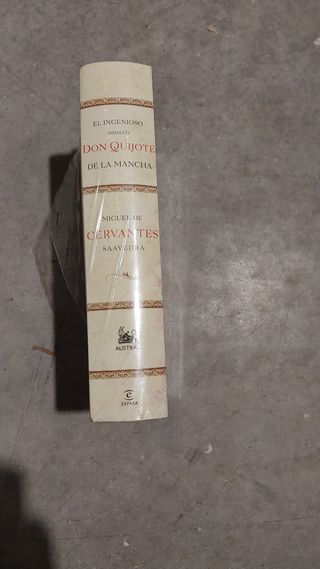 EL INGENIOSO
HIDALGO
DON QUIJOTE
DE LA MANCHA
MIGUEL DE
CERVANTES
SAAVEDRA
AUSTRAL
ESPASA